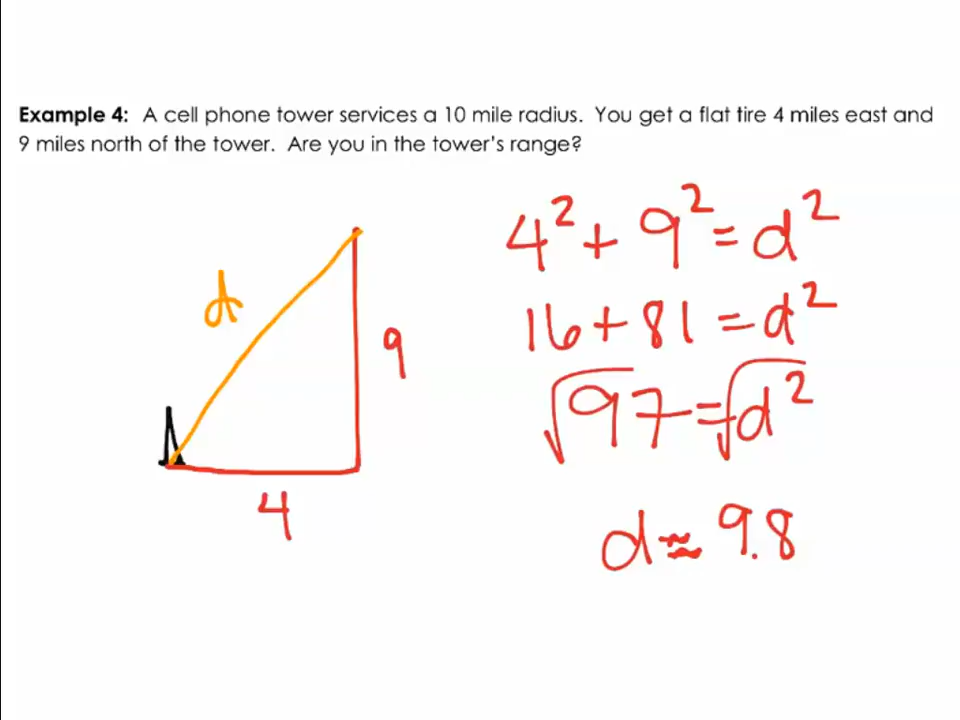 Example 4: A cell phone tower services a 10 mile radius. You get a flat tire 4 miles east and
9 miles north of the tower. Are you in the tower's range?
d
9
4
4² + 9² = d²
16 + 81 = d²
√97 = √d²
d ≈ 9.8